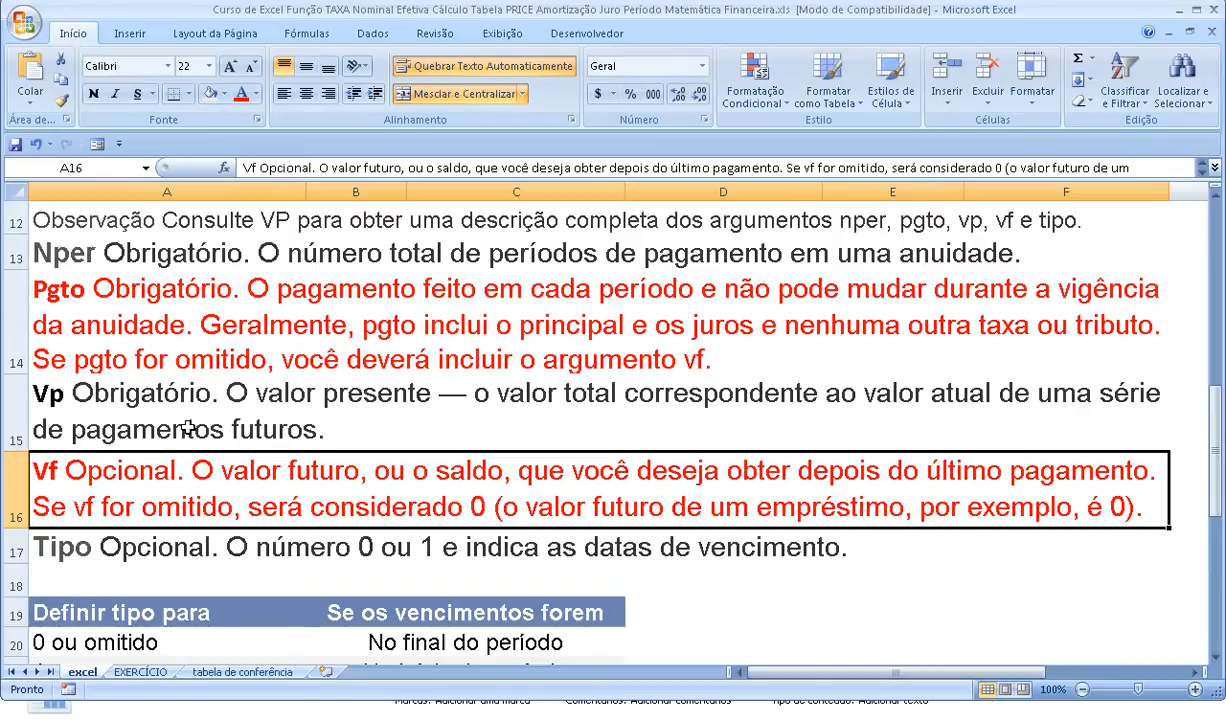 Curso de Excel Função TAXA Nominal Efetiva Cálculo Tabela PRICE Amortização Juro Período Matemática Financeira.xls [Modo de Compatibilidade] - Microsoft Excel
Início Inserir Layout da Página Fórmulas Dados Revisão Exibição Desenvolvedor
Colar
Calibri 22 A A
N I S A
Quebrar Texto Automaticamente
Mesclar e Centralizar
Geral
$ % 000
Formatação Condicional
Formatar como Tabela
Estilos de Célula
Inserir Excluir Formatar
Σ
Classificar e Filtrar
Localizar e Selecionar
Área de... Fonte Alinhamento Número Estilo Células Edição
A16 fx Vf Opcional. O valor futuro, ou o saldo, que você deseja obter depois do último pagamento. Se vf for omitido, será considerado 0 (o valor futuro de um
A B C D E F
12 Observação Consulte VP para obter uma descrição completa dos argumentos nper, pgto, vp, vf e tipo.
13 Nper Obrigatório. O número total de períodos de pagamento em uma anuidade.
Pgto Obrigatório. O pagamento feito em cada período e não pode mudar durante a vigência
da anuidade. Geralmente, pgto inclui o principal e os juros e nenhuma outra taxa ou tributo.
14 Se pgto for omitido, você deverá incluir o argumento vf.
Vp Obrigatório. O valor presente — o valor total correspondente ao valor atual de uma série
15 de pagamentos futuros.
Vf Opcional. O valor futuro, ou o saldo, que você deseja obter depois do último pagamento.
16 Se vf for omitido, será considerado 0 (o valor futuro de um empréstimo, por exemplo, é 0).
17 Tipo Opcional. O número 0 ou 1 e indica as datas de vencimento.
18
19 Definir tipo para Se os vencimentos forem
20 0 ou omitido No final do período
excel EXERCÍCIO tabela de conferência
Pronto 100%